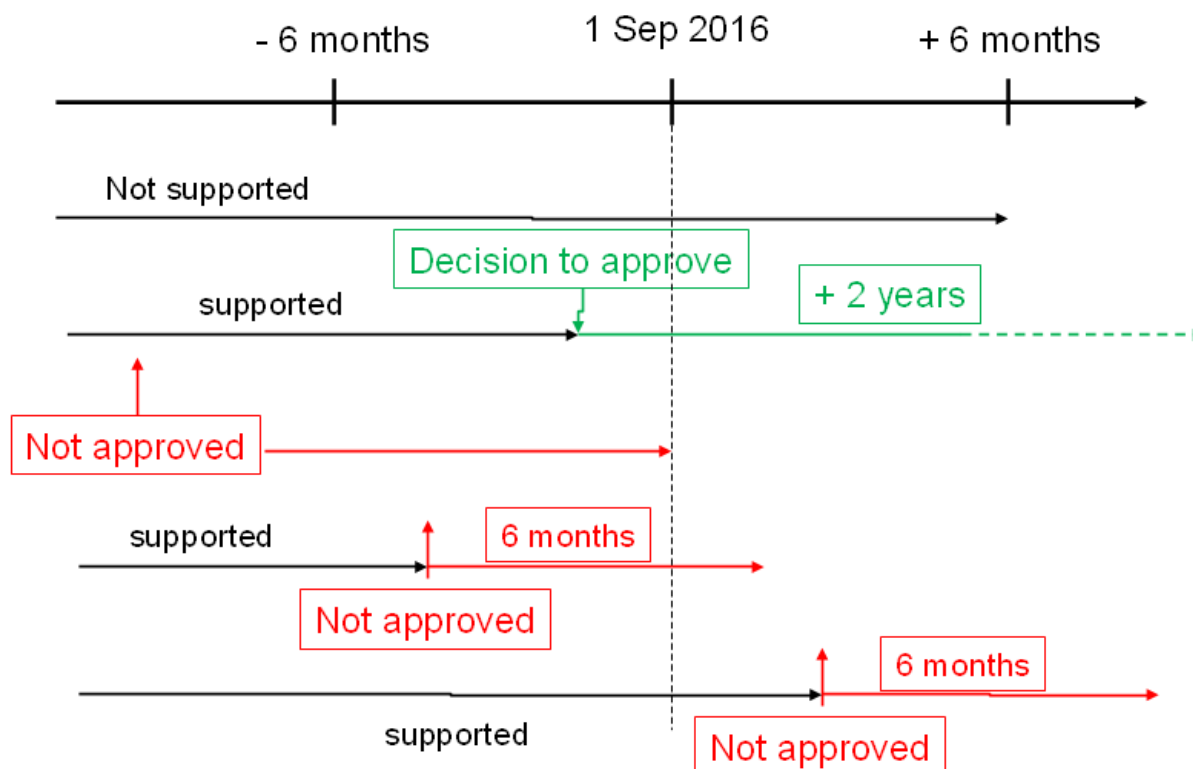 - 6 months
1 Sep 2016
+ 6 months
Not supported
Decision to approve
supported
+ 2 years
Not approved
supported
6 months
Not approved
6 months
supported
Not approved